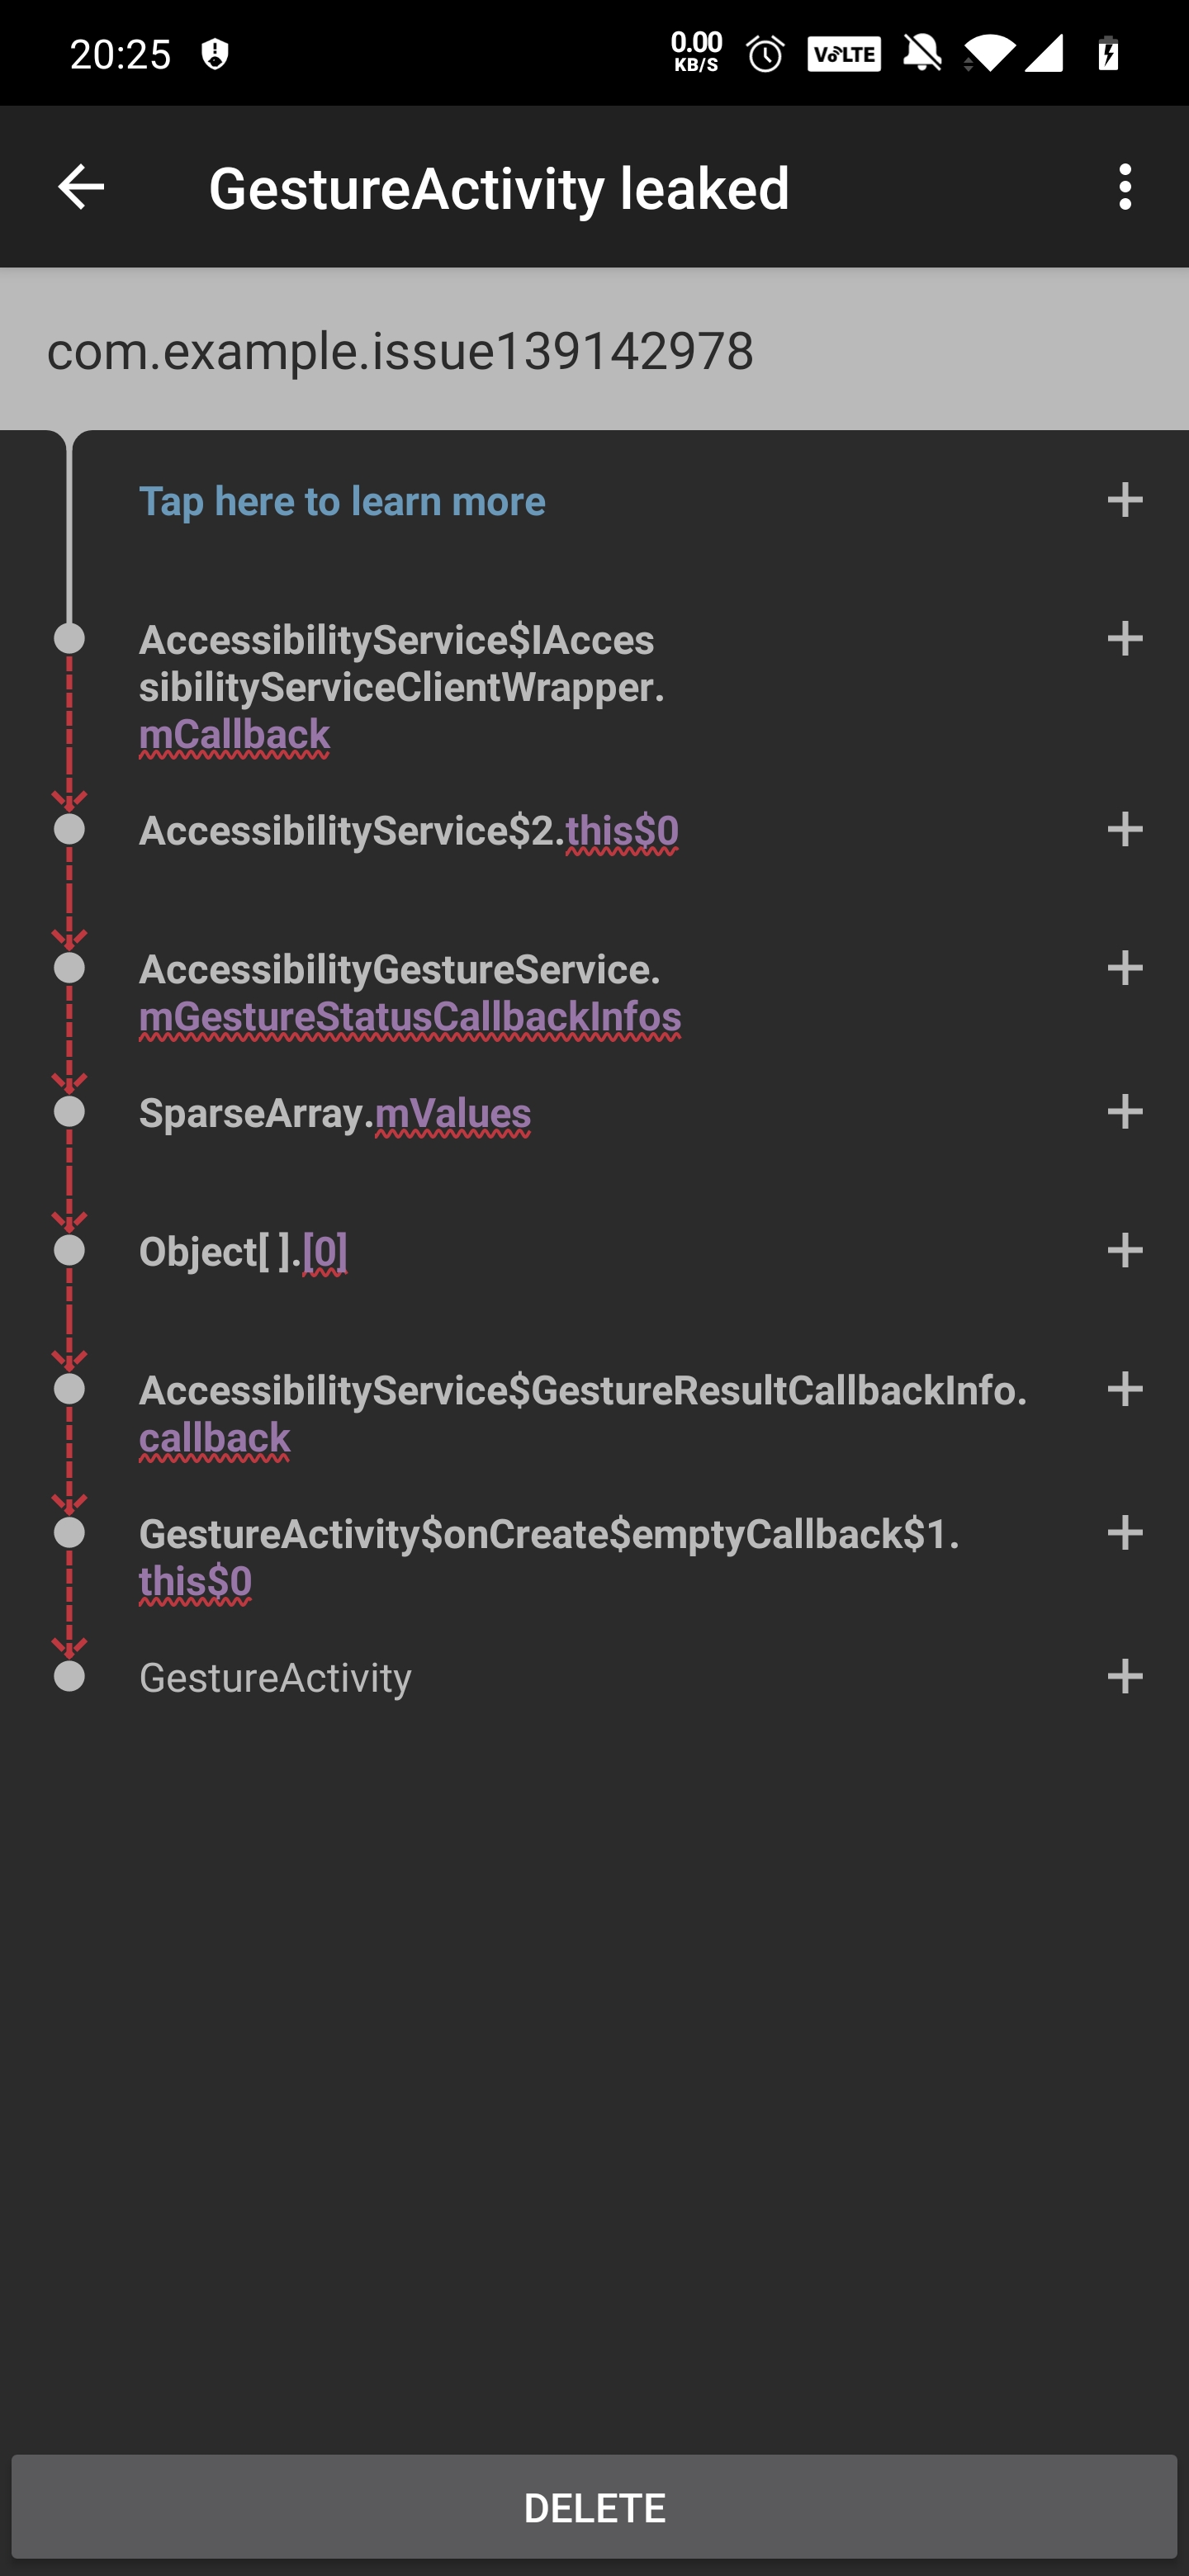 20:25
0.00
KB/S
VoLTE
GestureActivity leaked
com.example.issue139142978
Tap here to learn more
AccessibilityService$IAcces
sibilityServiceClientWrapper.
mCallback
AccessibilityService$2.this$0
AccessibilityGestureService.
mGestureStatusCallbackInfos
SparseArray.mValues
Object[ ].[0]
AccessibilityService$GestureResultCallbackInfo.
callback
GestureActivity$onCreate$emptyCallback$1.
this$0
GestureActivity
DELETE